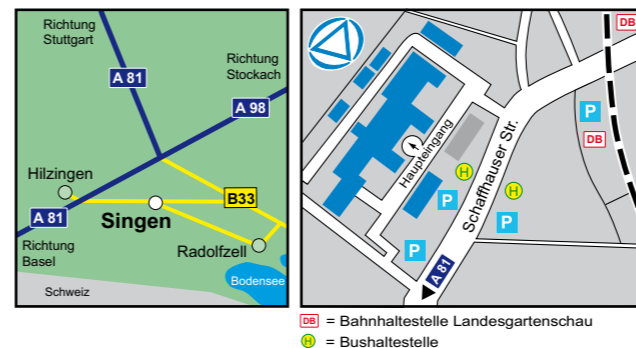 Richtung
Stuttgart
A 81
Richtung
Stockach
A 98
Hilzingen
B33
A 81
Singen
Richtung
Basel
Radolfzell
Bodensee
Schweiz
DB
P
DB
Haupteingang
H
Schaffhauser Str.
H
P
P
P
A 81
DB = Bahnhaltestelle Landesgartenschau
H = Bushaltestelle